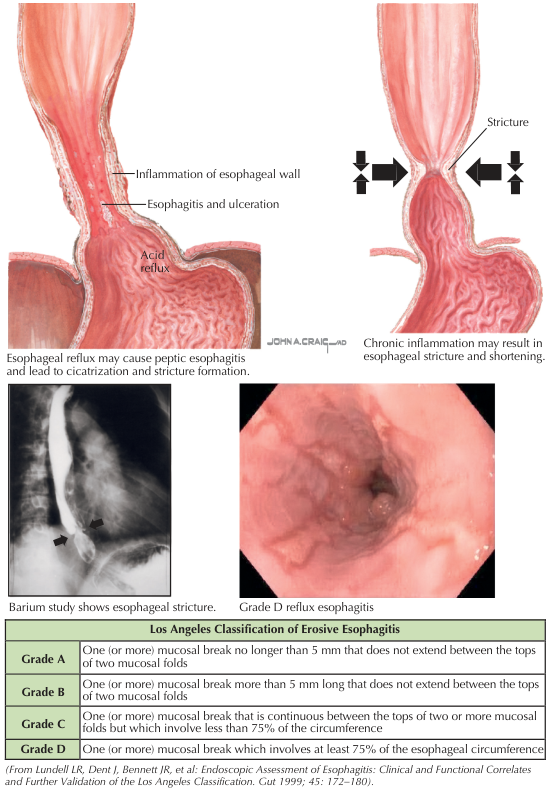 Stricture
Inflammation of esophageal wall
Esophagitis and ulceration
Acid
reflux
JOHN A. CRAIG—MD
Esophageal reflux may cause peptic esophagitis
and lead to cicatrization and stricture formation.
Chronic inflammation may result in
esophageal stricture and shortening.
Barium study shows esophageal stricture.
Grade D reflux esophagitis
Los Angeles Classification of Erosive Esophagitis
Grade A
One (or more) mucosal break no longer than 5 mm that does not extend between the tops
of two mucosal folds
Grade B
One (or more) mucosal break more than 5 mm long that does not extend between the tops
of two mucosal folds
Grade C
One (or more) mucosal break that is continuous between the tops of two or more mucosal
folds but which involve less than 75% of the circumference
Grade D
One (or more) mucosal break which involves at least 75% of the esophageal circumference
(From Lundell LR, Dent J, Bennett JR, et al: Endoscopic Assessment of Esophagitis: Clinical and Functional Correlates
and Further Validation of the Los Angeles Classification. Gut 1999; 45: 172–180).